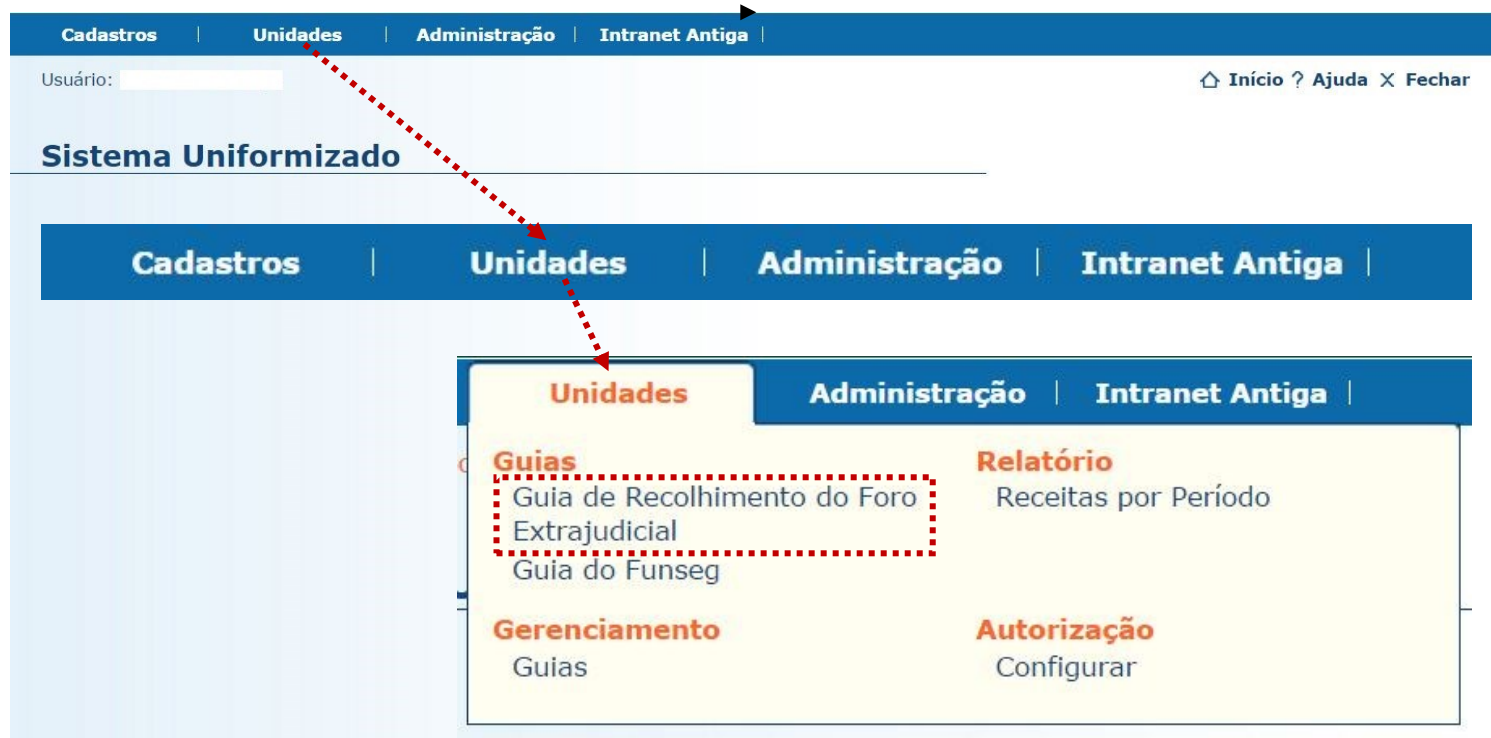 Cadastros | Unidades | Administração | Intranet Antiga |
Usuário:
Início ? Ajuda X Fechar
Sistema Uniformizado
Cadastros | Unidades | Administração | Intranet Antiga |
Unidades Administração | Intranet Antiga |
Guias Relatório
Guia de Recolhimento do Foro Receitas por Período
Extrajudicial
Guia do Funseg
Gerenciamento Autorização
Guias Configurar